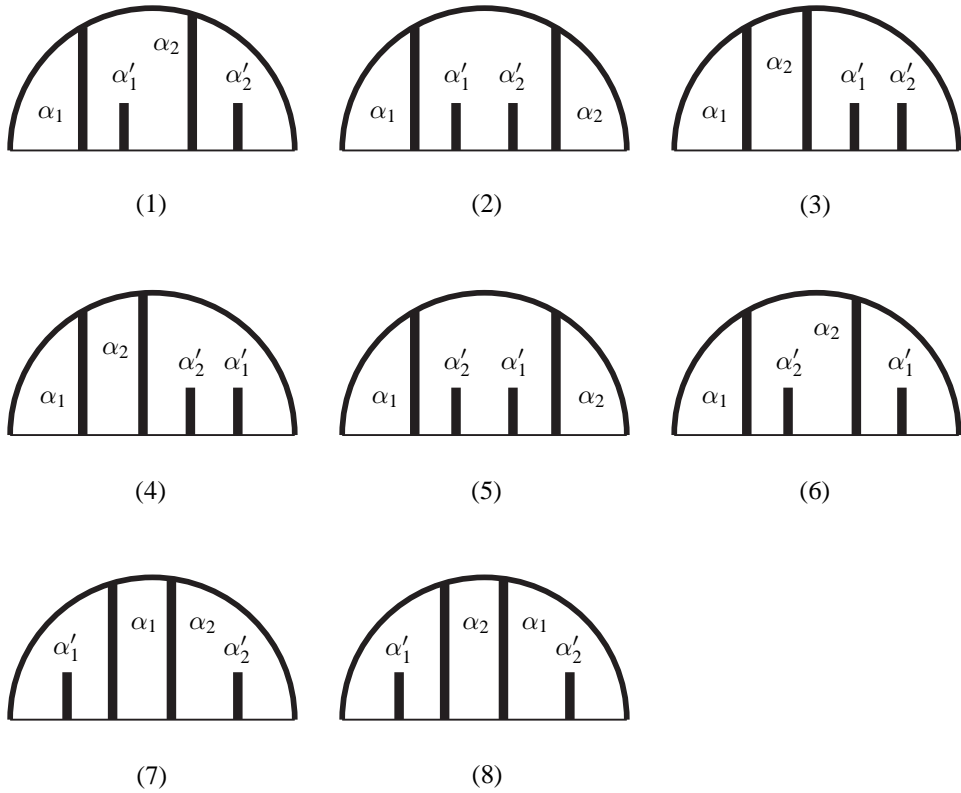 α₂ α′₁ α′₂ α₁
(1)
α₁ α′₁ α′₂ α₂
(2)
α₁ α₂ α′₁ α′₂
(3)
α₁ α₂ α′₂ α′₁
(4)
α₁ α′₂ α′₁ α₂
(5)
α₁ α′₂ α₂ α′₁
(6)
α′₁ α₁ α₂ α′₂
(7)
α′₁ α₂ α₁ α′₂
(8)